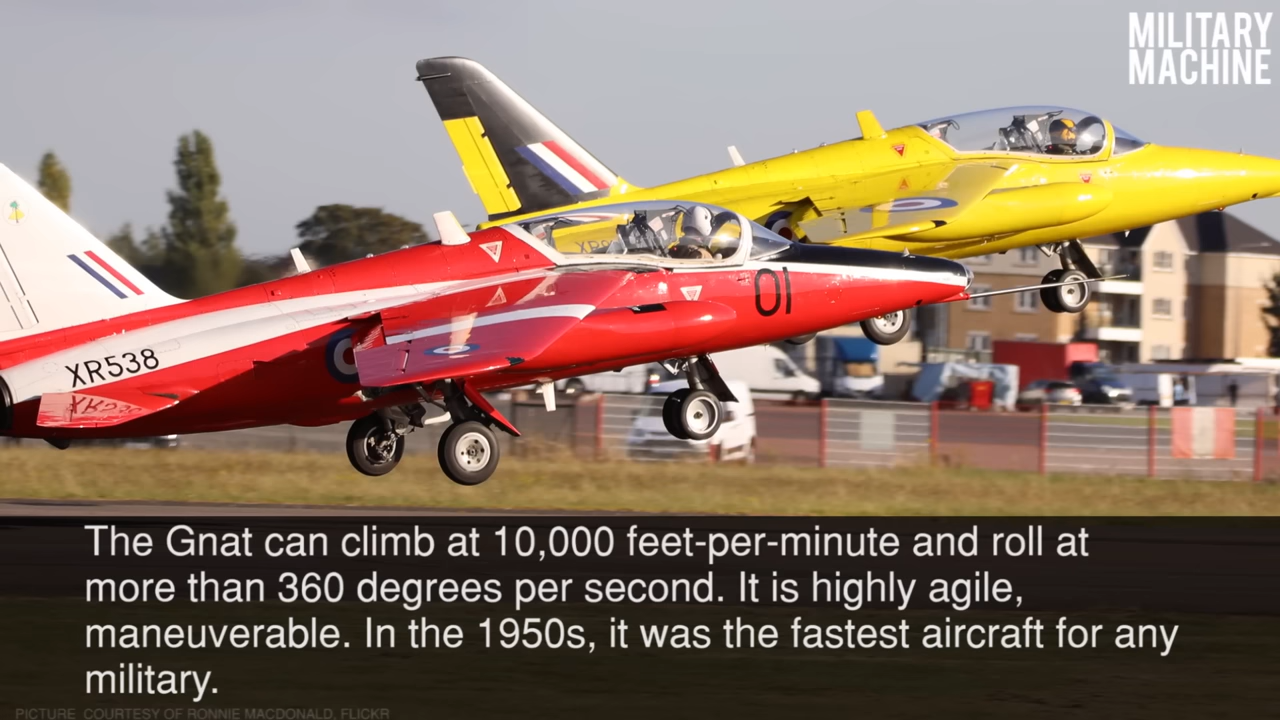 MILITARY
MACHINE
XR538
01
The Gnat can climb at 10,000 feet-per-minute and roll at
more than 360 degrees per second. It is highly agile,
maneuverable. In the 1950s, it was the fastest aircraft for any
military.
PICTURE COURTESY OF RONNIE MACDONALD, FLICKR